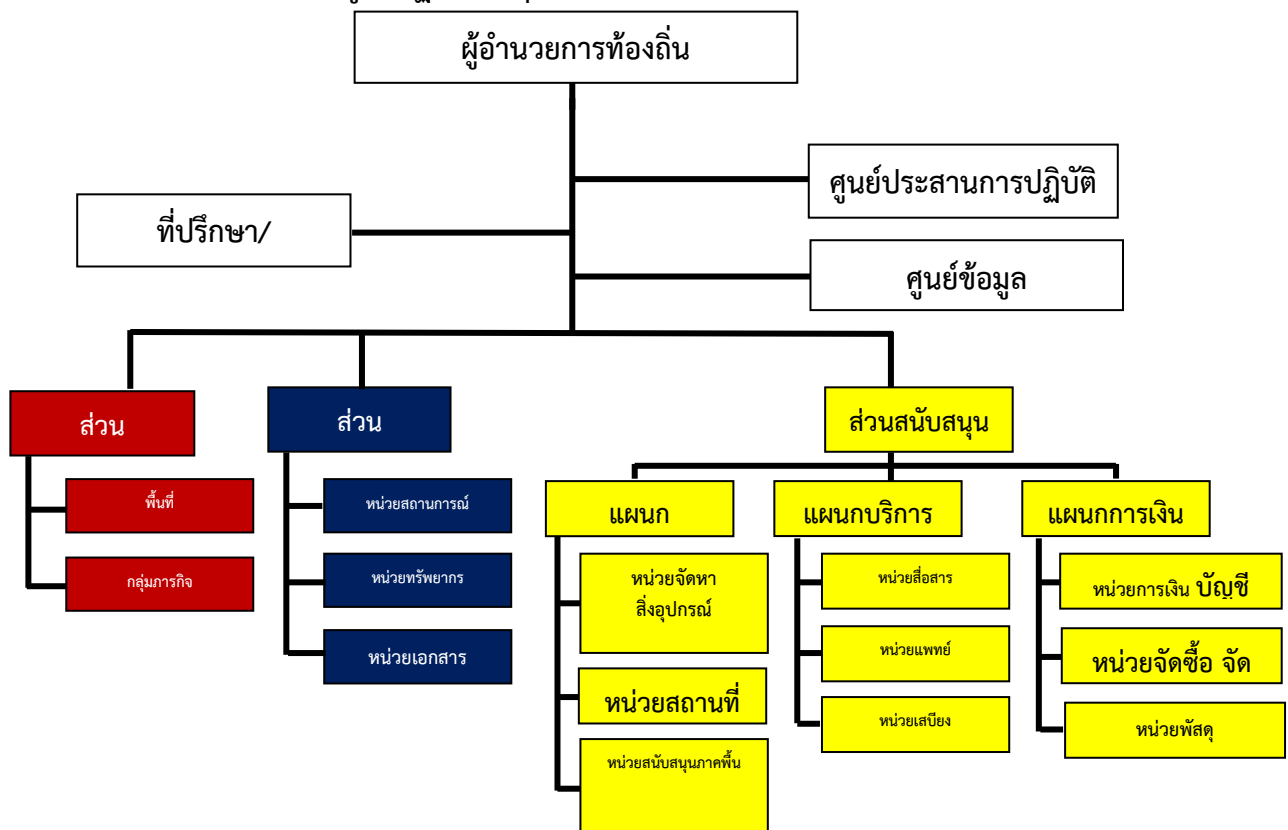 ผู้อำนวยการท้องถิ่น
ศูนย์ประสานการปฏิบัติ
ที่ปรึกษา/
ศูนย์ข้อมูล
ส่วน
ส่วน
ส่วนสนับสนุน
พื้นที่
กลุ่มภารกิจ
หน่วยสถานการณ์
หน่วยทรัพยากร
หน่วยเอกสาร
แผนก
แผนกบริการ
แผนกการเงิน
หน่วยจัดหา
สิ่งอุปกรณ์
หน่วยสถานที่
หน่วยสนับสนุนภาคพื้น
หน่วยสื่อสาร
หน่วยแพทย์
หน่วยเสบียง
หน่วยการเงิน บัญชี
หน่วยจัดซื้อ จัด
หน่วยพัสดุ